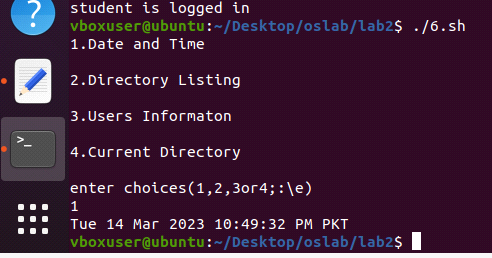 student is logged in
vboxuser@ubuntu:~/Desktop/oslab/lab2$ ./6.sh
1.Date and Time
2.Directory Listing
3.Users Informaton
4.Current Directory
enter choices(1,2,3or4;:\e)
1
Tue 14 Mar 2023 10:49:32 PM PKT
vboxuser@ubuntu:~/Desktop/oslab/lab2$